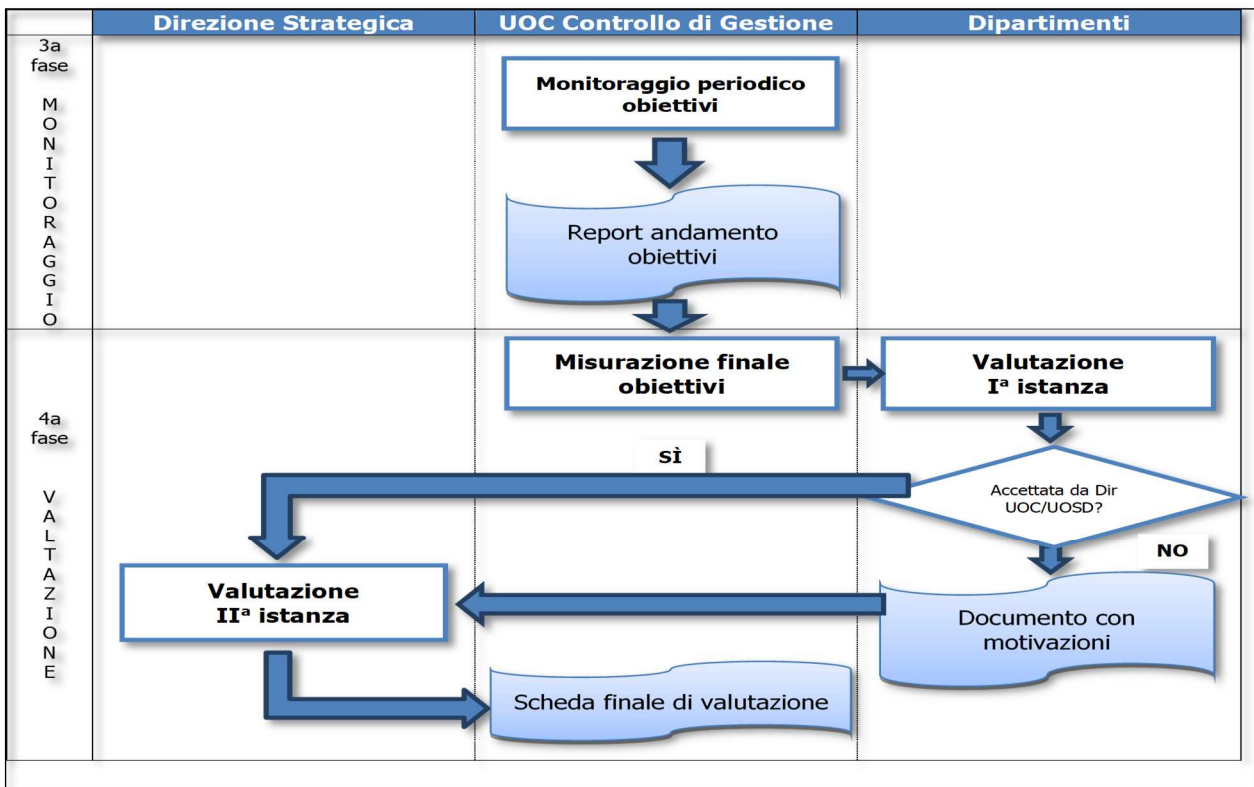 Direzione Strategica UOC Controllo di Gestione Dipartimenti
3a
fase
MONITORAGGIO
Monitoraggio periodico
obiettivi
Report andamento
obiettivi
4a
fase
VALTAZIONE
Misurazione finale
obiettivi
Valutazione
Iª istanza
SÌ
Accettata da Dir
UOC/UOSD?
NO
Valutazione
IIª istanza
Documento con
motivazioni
Scheda finale di valutazione